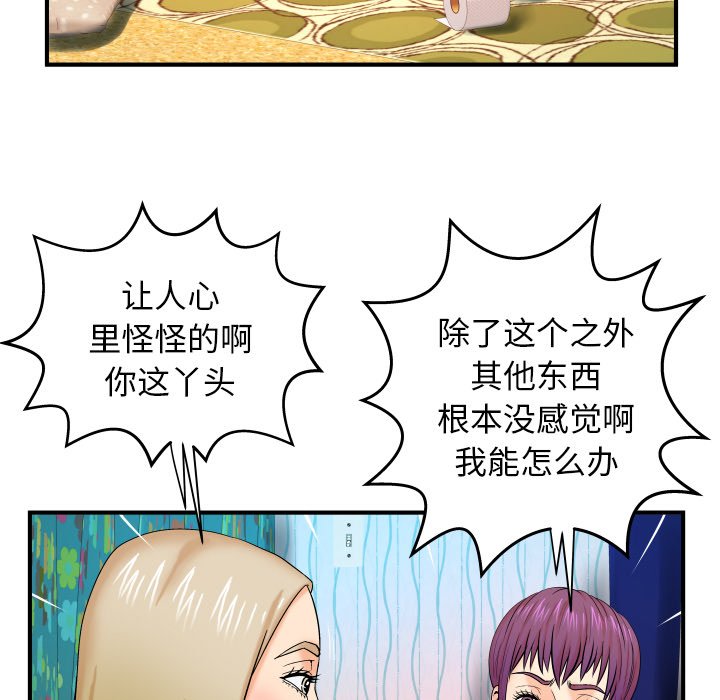 让人心
里怪怪的啊
你这丫头
除了这个之外
其他东西
根本没感觉啊
我能怎么办